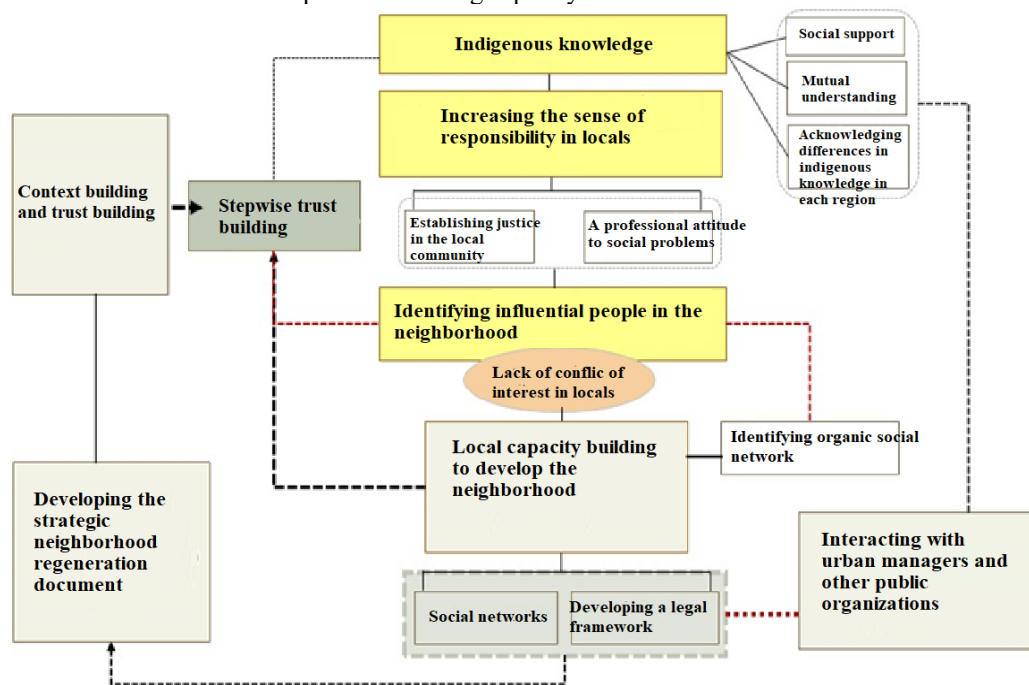 Indigenous knowledge
Social support
Mutual
understanding
Acknowledging
differences in
indigenous
knowledge in
each region
Increasing the sense of
responsibility in locals
Context building
and trust building
Stepwise trust
building
Establishing justice
in the local
community
A professional attitude
to social problems
Identifying influential people in the
neighborhood
Lack of conflic of
interest in locals
Local capacity building
to develop the
neighborhood
Identifying organic social
network
Developing the
strategic
neighborhood
regeneration
document
Interacting with
urban managers and
other public
organizations
Social networks
Developing a legal
framework